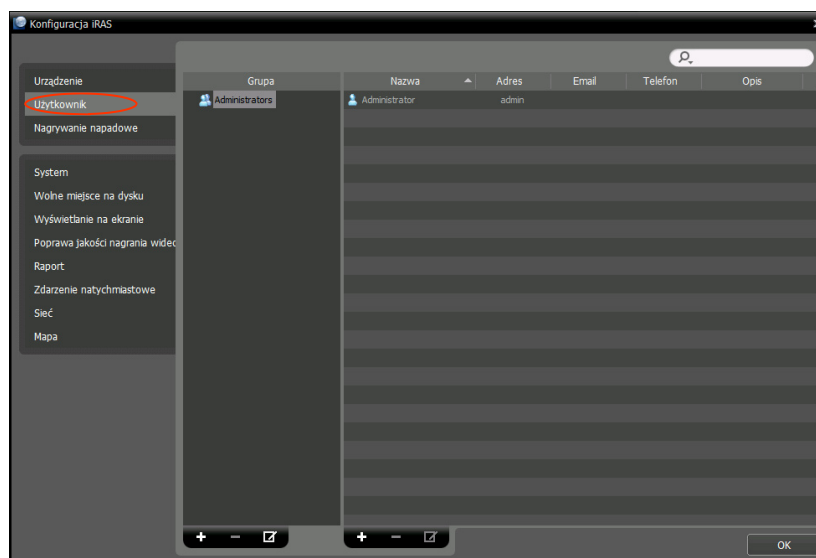 Konfiguracja iRAS
Urządzenie
Użytkownik
Nagrywanie napadowe
System
Wolne miejsce na dysku
Wyświetlanie na ekranie
Poprawa jakości nagrania widec
Raport
Zdarzenie natychmiastowe
Sieć
Mapa
Grupa
Administrators
Nazwa Adres Email Telefon Opis
Administrator admin
OK